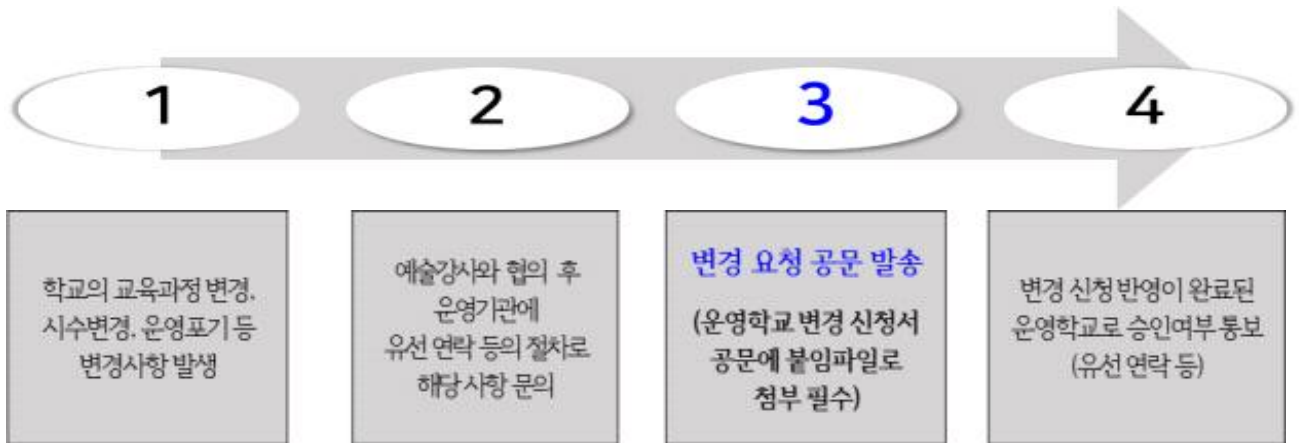 1
2
3
4
학교의 교육과정 변경,
시수변경, 운영포기 등
변경사항 발생
예술강사와 협의 후
운영기관에
유선 연락 등의 절차로
해당 사항 문의
변경 요청 공문 발송
(운영학교 변경 신청서
공문에 붙임파일로
첨부 필수)
변경 신청 반영이 완료된
운영학교로 승인여부 통보
(유선 연락 등)